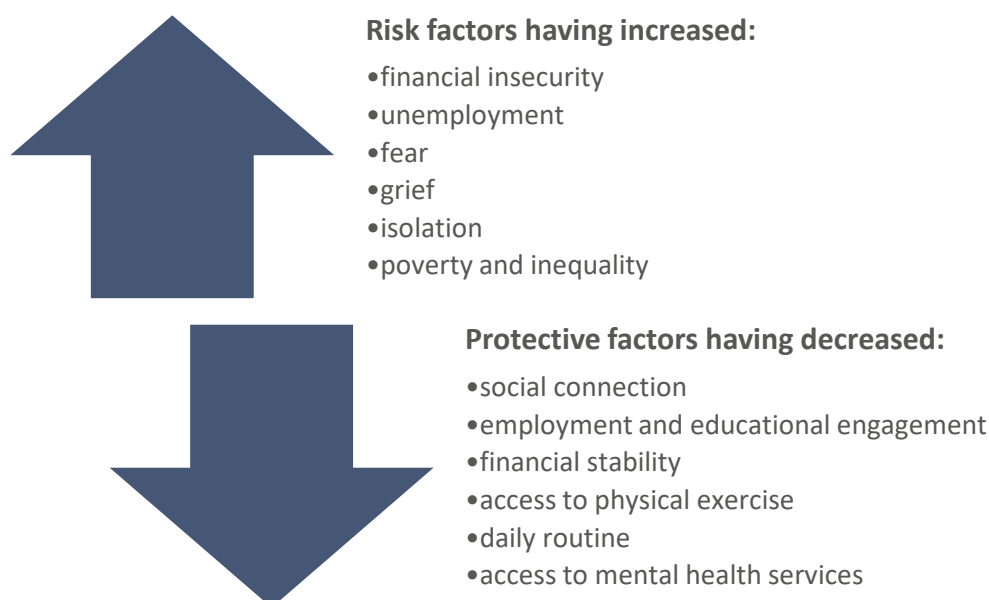 Risk factors having increased:
•financial insecurity
•unemployment
•fear
•grief
•isolation
•poverty and inequality
Protective factors having decreased:
•social connection
•employment and educational engagement
•financial stability
•access to physical exercise
•daily routine
•access to mental health services